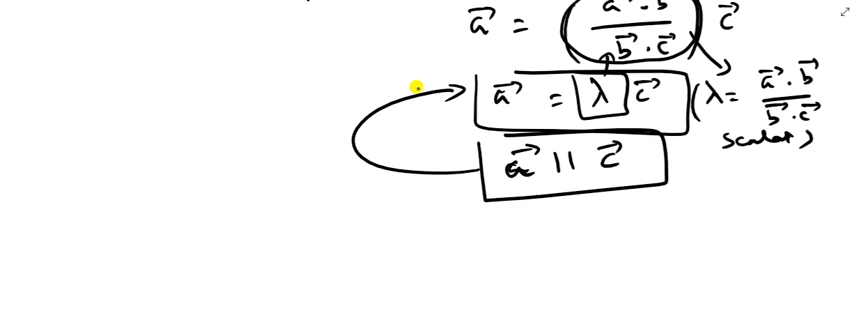 a⃗ = (a⃗ · b⃗ / b⃗ · c⃗) c⃗
a⃗ = λ c⃗ (λ = a⃗ · b⃗ / b⃗ · c⃗
scalar)
a⃗ || c⃗